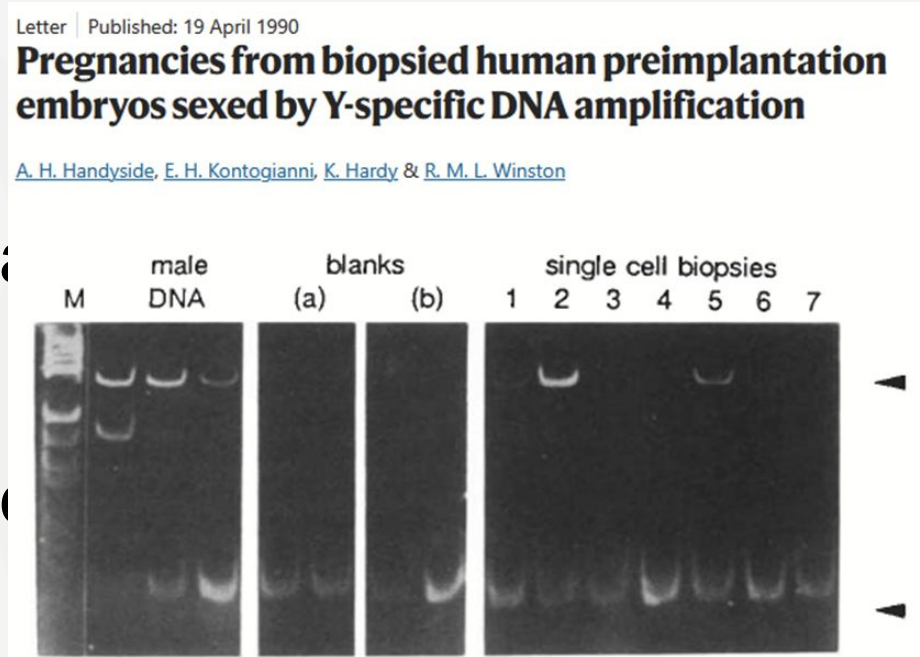 Letter | Published: 19 April 1990
Pregnancies from biopsied human preimplantation
embryos sexed by Y-specific DNA amplification
A. H. Handyside, E. H. Kontogianni, K. Hardy & R. M. L. Winston
male blanks single cell biopsies
M DNA (a) (b) 1 2 3 4 5 6 7